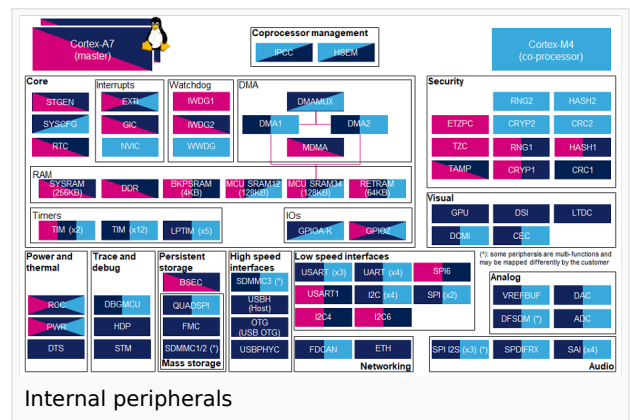 Cortex-A7
(master)
Coprocessor management
IPCC
HSEM
Cortex-M4
(co-processor)
Core
STGEN
SYSCFG
RTC
Interrupts
EXTI
GIC
NVIC
Watchdog
IWDG1
IWDG2
WWDG
DMA
DMAMUX
DMA1
DMA2
MDMA
Security
RNG2
HASH2
ETZPC
CRYP2
CRC2
TZC
RNG1
HASH1
TAMP
CRYP1
CRC1
RAM
SYSRAM
(256KB)
DDR
BKPSRAM
(4KB)
MCU SRAM12
(128KB)
MCU SRAM34
(128KB)
RETRAM
(64KB)
Timers
TIM (x2)
TIM (x12)
LPTIM (x5)
IOs
GPIOA-K
GPIOZ
Visual
GPU
DSI
LTDC
DCMI
CEC
(*): some peripherals are multi-functions and
may be mapped differently by the customer
Power and
thermal
RCC
PWR
DTS
Trace and
debug
DBGMCU
HDP
STM
Persistent
storage
BSEC
QUADSPI
FMC
SDMMC1/2 (*)
Mass storage
High speed
interfaces
SDMMC3 (*)
USBH
(Host)
OTG
(USB OTG)
USBPHYC
Low speed interfaces
USART (x3)
UART (x4)
SPI6
USART1
I2C (x4)
SPI (x2)
I2C4
I2C6
FDCAN
ETH
Networking
Analog
VREFBUF
DAC
DFSDM (*)
ADC
SPI I2S (x3) (*)
SPDIFRX
SAI (x4)
Audio
Internal peripherals